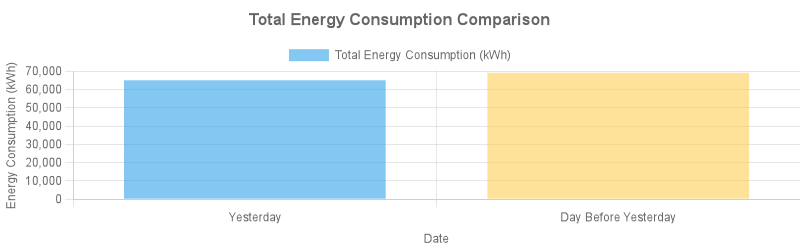 Total Energy Consumption Comparison
Total Energy Consumption (kWh)
Energy Consumption (kWh)
70,000
60,000
50,000
40,000
30,000
20,000
10,000
0
Yesterday
Day Before Yesterday
Date